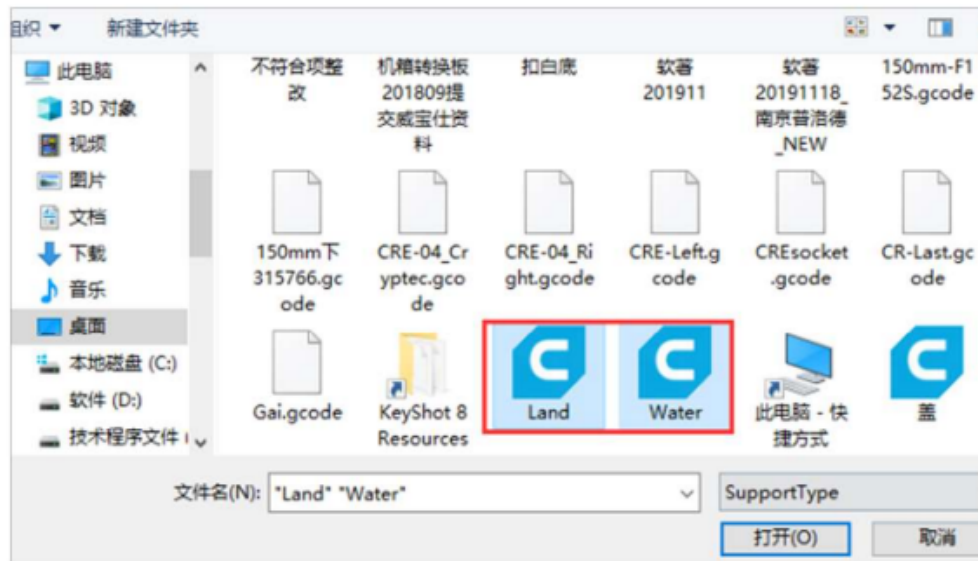 组织 新建文件夹
此电脑
3D 对象
视频
图片
文档
下载
音乐
桌面
本地磁盘 (C:)
软件 (D:)
技术程序文件
不符合项整
改
机箱转换板
201809提
交威宝仕资
料
扣白底
软著
201911
软著
20191118_
南京普洛德
_NEW
150mm-F1
52S.gcode
150mm下
315766.gc
ode
CRE-04_Cr
yptec.gco
de
CRE-04_Ri
ght.gcode
CRE-Left.g
code
CREsocket
.gcode
CR-Last.gc
ode
Gai.gcode
KeyShot 8
Resources
Land
Water
此电脑 - 快
捷方式
盖
文件名(N): "Land" "Water"
SupportType
打开(O) 取消